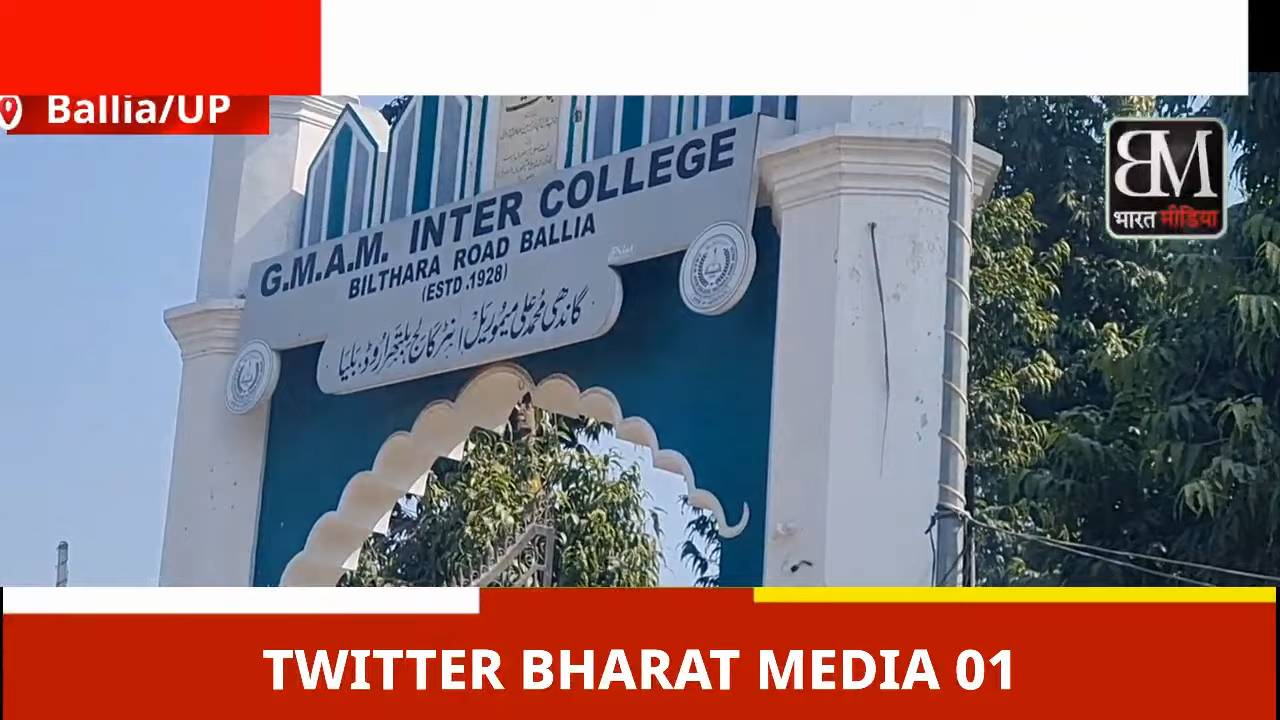 Ballia/UP
BM
भारत मीडिया
G.M.A.M. INTER COLLEGE
BILTHARA ROAD BALLIA
(ESTD .1928)
گاندھی محمد علی میموریل انٹر کالج بلتھرا روڈ، بلیا
TWITTER BHARAT MEDIA 01